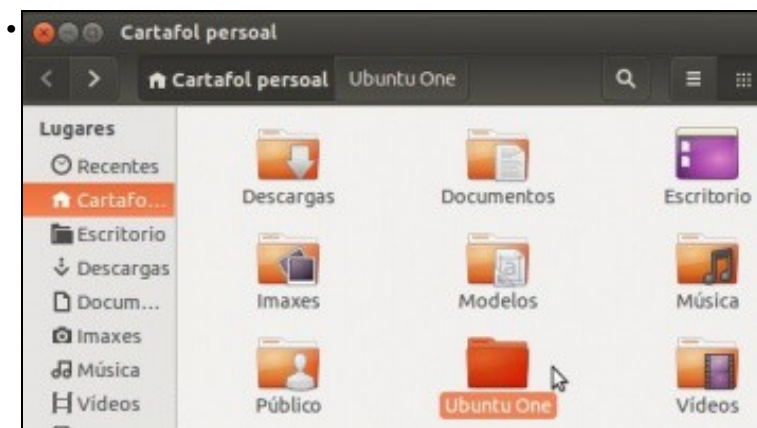 Cartafol persoal
Cartafol persoal Ubuntu One
Lugares
Recentes
Cartafo...
Escritorio
Descargas
Docum...
Imaxes
Música
Vídeos
Descargas Documentos Escritorio
Imaxes Modelos Música
Público Ubuntu One Vídeos